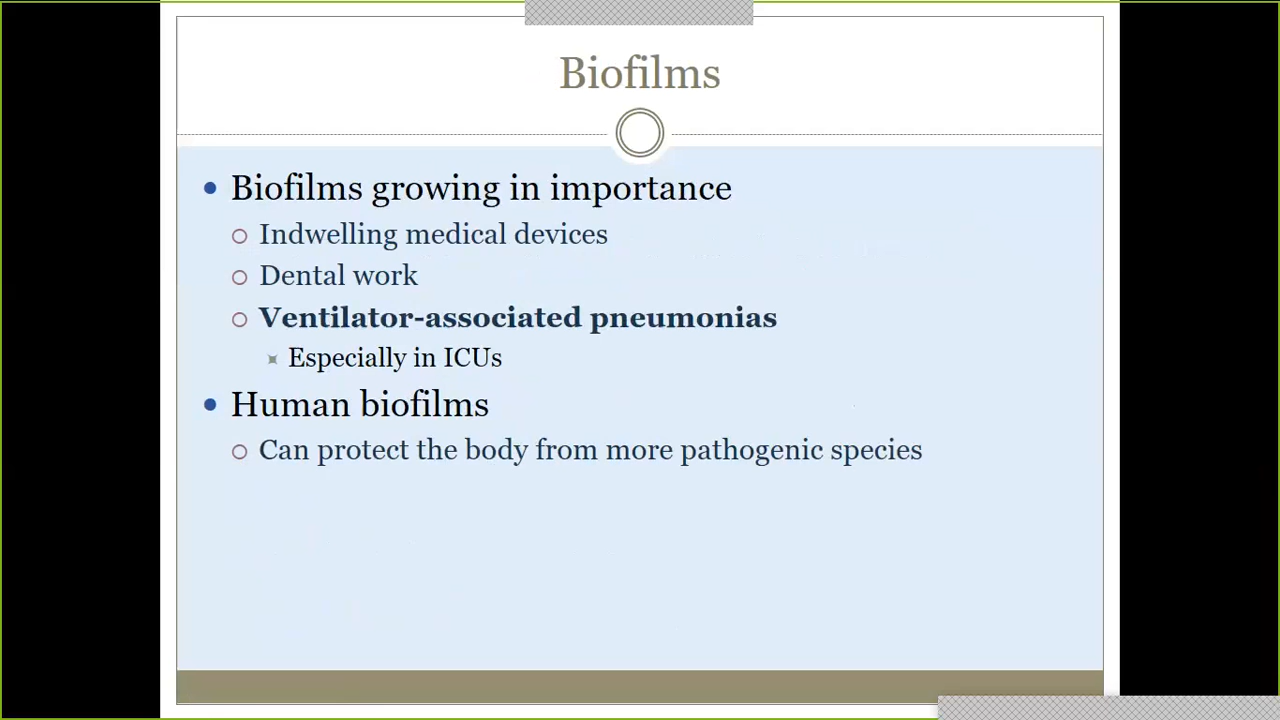 Biofilms
Biofilms growing in importance
Indwelling medical devices
Dental work
Ventilator-associated pneumonias
Especially in ICUs
Human biofilms
Can protect the body from more pathogenic species